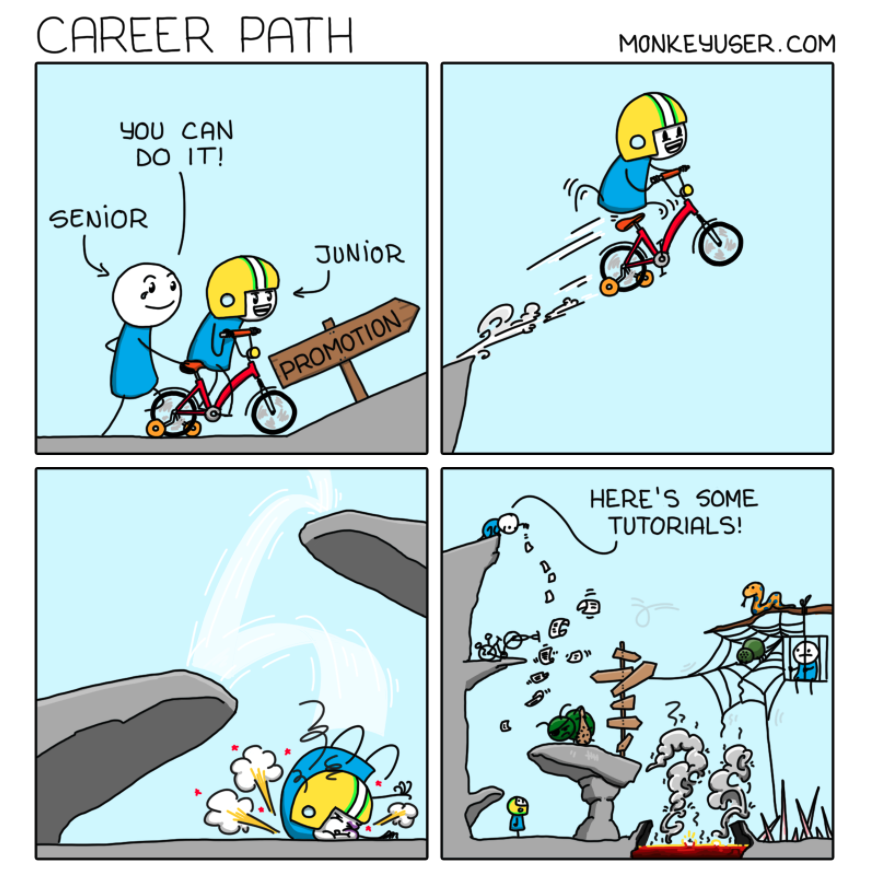 CAREER PATH
MONKEYUSER.COM
YOU CAN
DO IT!
SENIOR
JUNIOR
PROMOTION
HERE'S SOME
TUTORIALS!